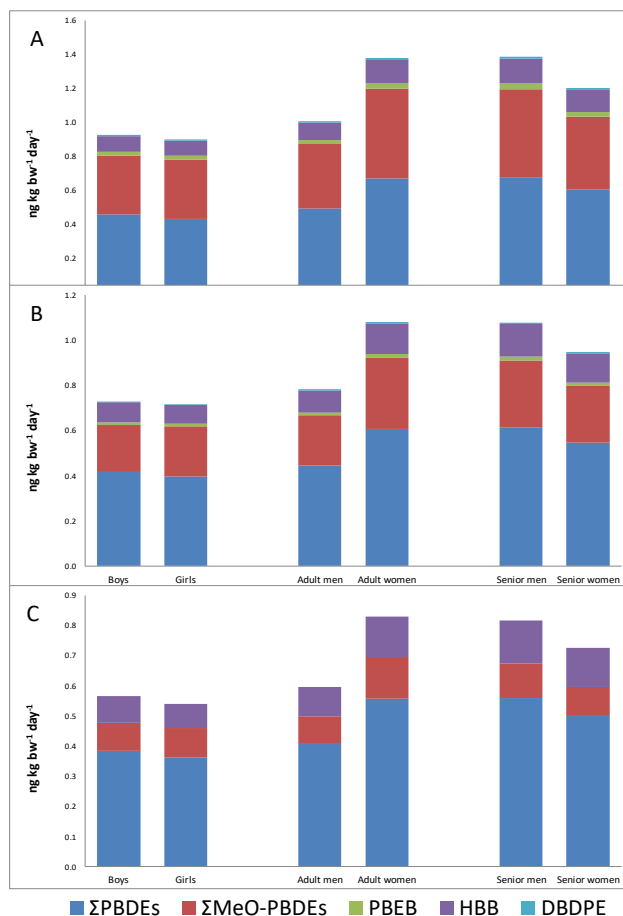 A
1.6
1.4
1.2
1.0
0.8
0.6
0.4
0.2
ng kg bw⁻¹ day⁻¹
B
1.2
1.0
0.8
0.6
0.4
0.2
0.0
ng kg bw⁻¹ day⁻¹
Boys Girls Adult men Adult women Senior men Senior women
C
0.9
0.8
0.7
0.6
0.5
0.4
0.3
0.2
0.1
0.0
ng kg bw⁻¹ day⁻¹
Boys Girls Adult men Adult women Senior men Senior women
ΣPBDEs ΣMeO-PBDEs PBEB HBB DBDPE